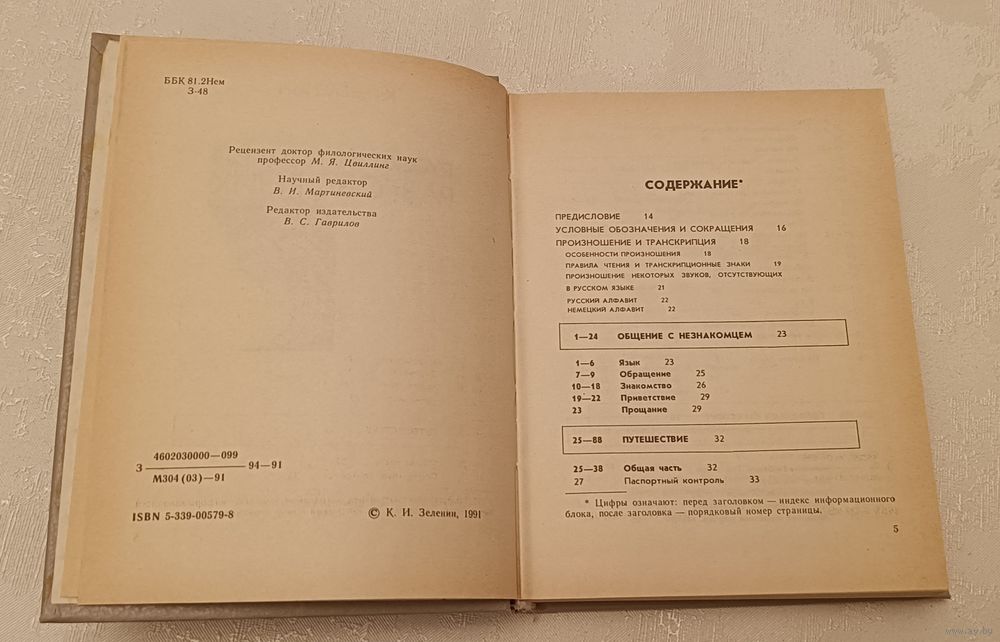 ББК 81.2Нем
З-48
Рецензент доктор филологических наук
профессор М. Я. Цвиллинг
Научный редактор
В. И. Мартиневский
Редактор издательства
В. С. Гаврилов
4602030000—099
З 94—91
М304(03)—91
ISBN 5-339-00579-8
© К. И. Зеленин, 1991
СОДЕРЖАНИЕ*
ПРЕДИСЛОВИЕ 14
УСЛОВНЫЕ ОБОЗНАЧЕНИЯ И СОКРАЩЕНИЯ 16
ПРОИЗНОШЕНИЕ И ТРАНСКРИПЦИЯ 18
ОСОБЕННОСТИ ПРОИЗНОШЕНИЯ 18
ПРАВИЛА ЧТЕНИЯ И ТРАНСКРИПЦИОННЫЕ ЗНАКИ 19
ПРОИЗНОШЕНИЕ НЕКОТОРЫХ ЗВУКОВ, ОТСУТСТВУЮЩИХ
В РУССКОМ ЯЗЫКЕ 21
РУССКИЙ АЛФАВИТ 22
НЕМЕЦКИЙ АЛФАВИТ 22
1—24 ОБЩЕНИЕ С НЕЗНАКОМЦЕМ 23
1—6 Язык 23
7—9 Обращение 25
10—18 Знакомство 26
19—22 Приветствие 29
23 Прощание 29
25—88 ПУТЕШЕСТВИЕ 32
25—38 Общая часть 32
27 Паспортный контроль 33
* Цифры означают: перед заголовком — индекс информационного
блока, после заголовка — порядковый номер страницы.
5
www.ay.by